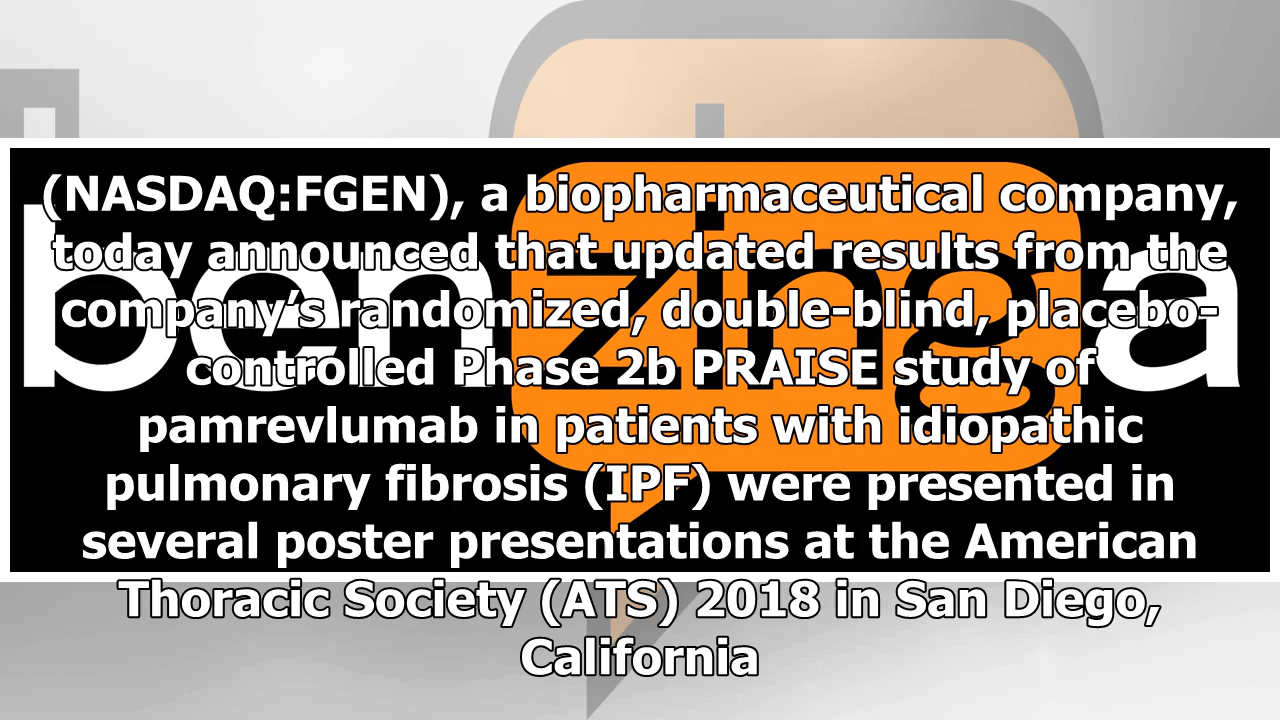 (NASDAQ:FGEN), a biopharmaceutical company,
today announced that updated results from the
company’s randomized, double-blind, placebo-
controlled Phase 2b PRAISE study of
pamrevlumab in patients with idiopathic
pulmonary fibrosis (IPF) were presented in
several poster presentations at the American
Thoracic Society (ATS) 2018 in San Diego,
California
benzinga